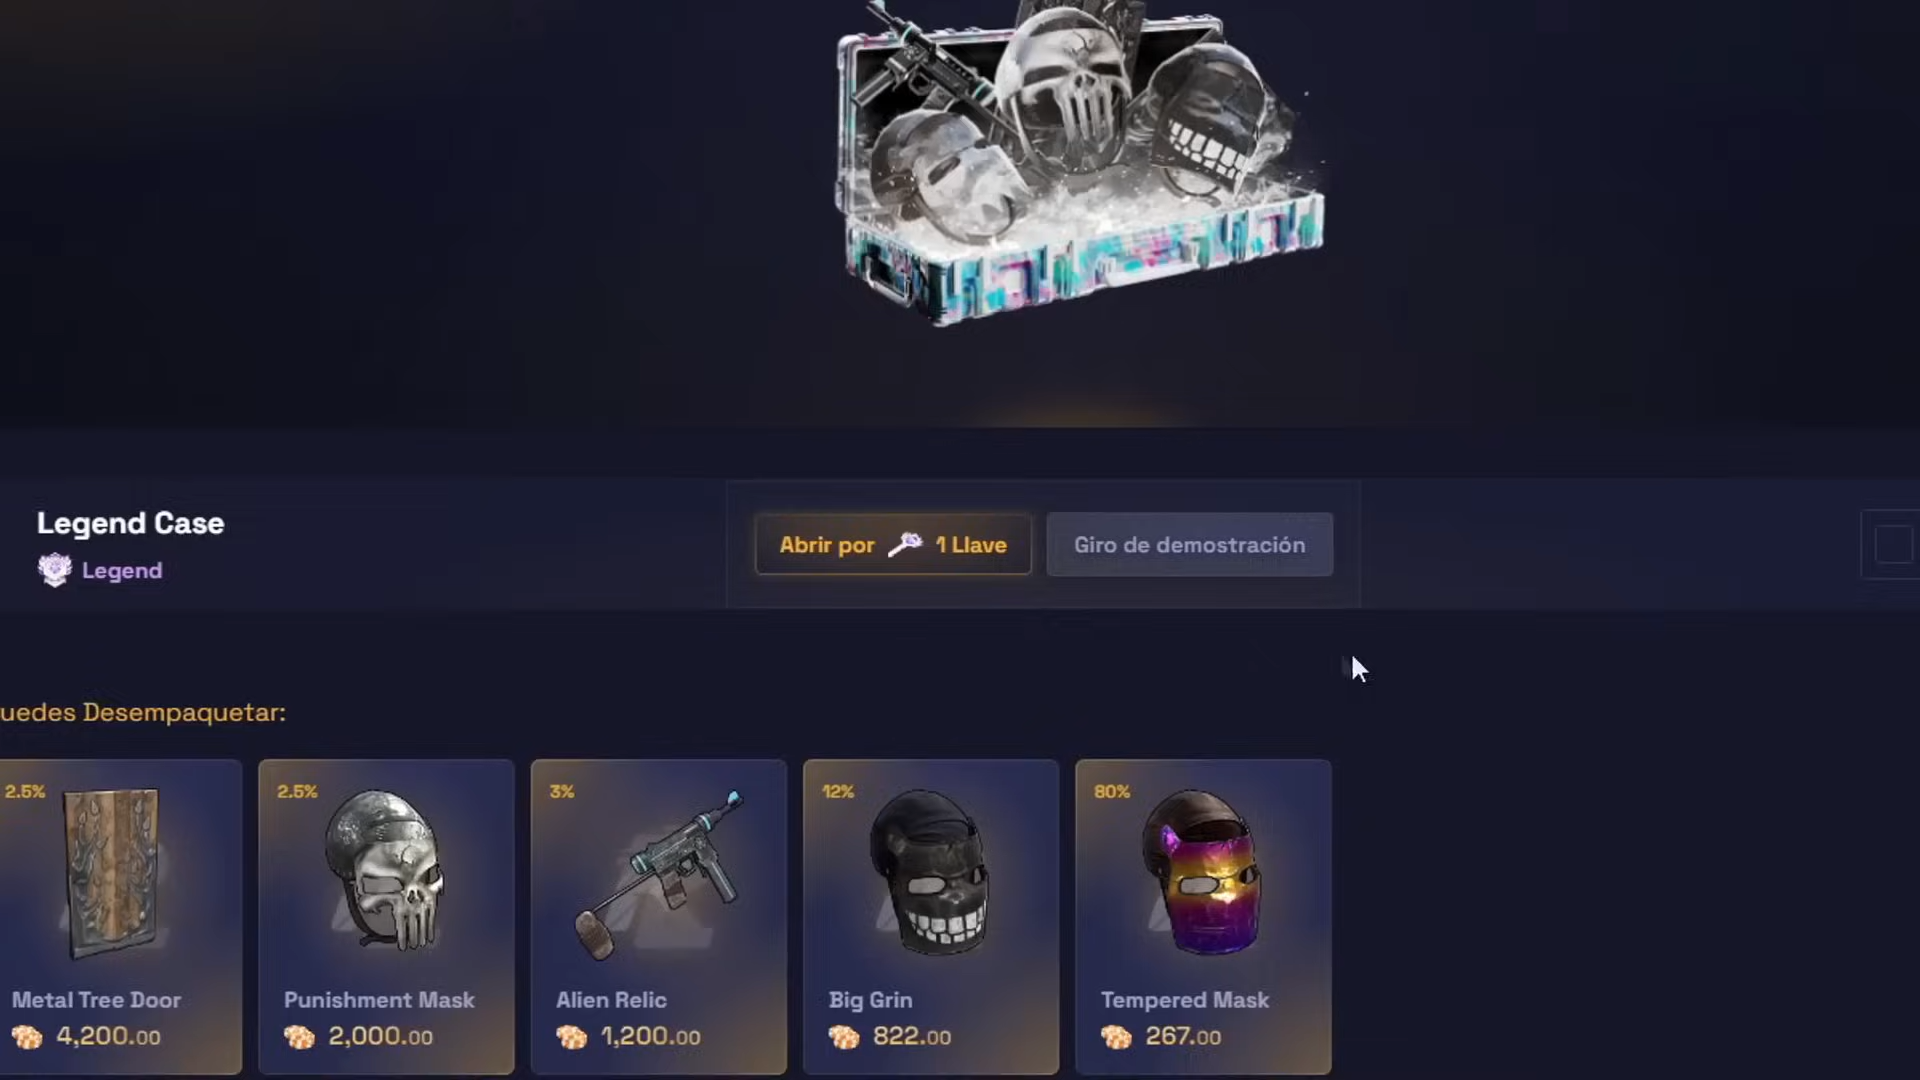 Legend Case
Legend
Abrir por 1 Llave
Giro de demostración
uedes Desempaquetar:
2.5%
Metal Tree Door
4,200.00
2.5%
Punishment Mask
2,000.00
3%
Alien Relic
1,200.00
12%
Big Grin
822.00
80%
Tempered Mask
267.00